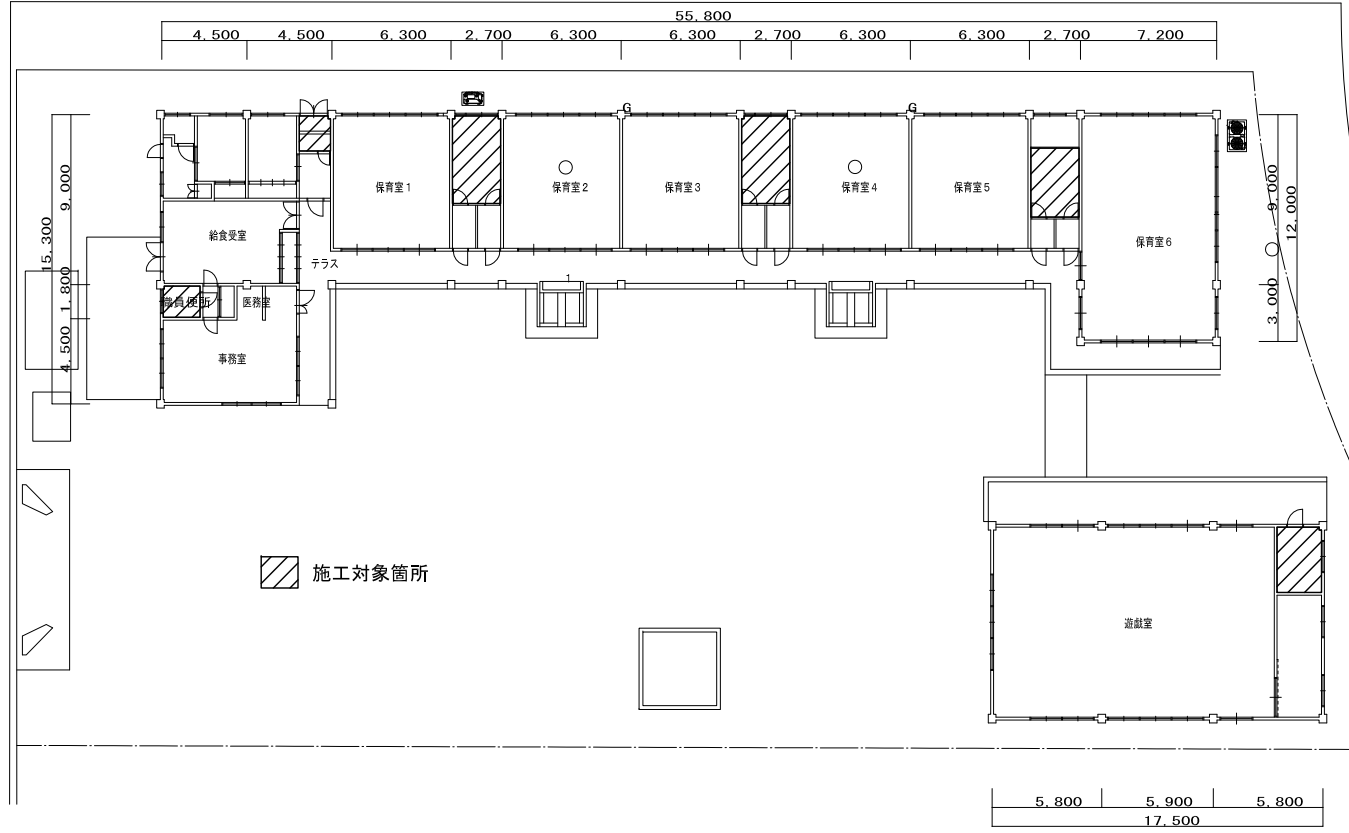 55,800
4,500 4,500 6,300 2,700 6,300 6,300 2,700 6,300 6,300 2,700 7,200
G G
保育室1 保育室2 保育室3 保育室4 保育室5
保育室6
給食受室
テラス
1
職員便所 医務室
事務室
15,300
9,000
1,800
4,500
9,000
3,000
12,000
施工対象箇所
遊戯室
5,800 5,900 5,800
17,500